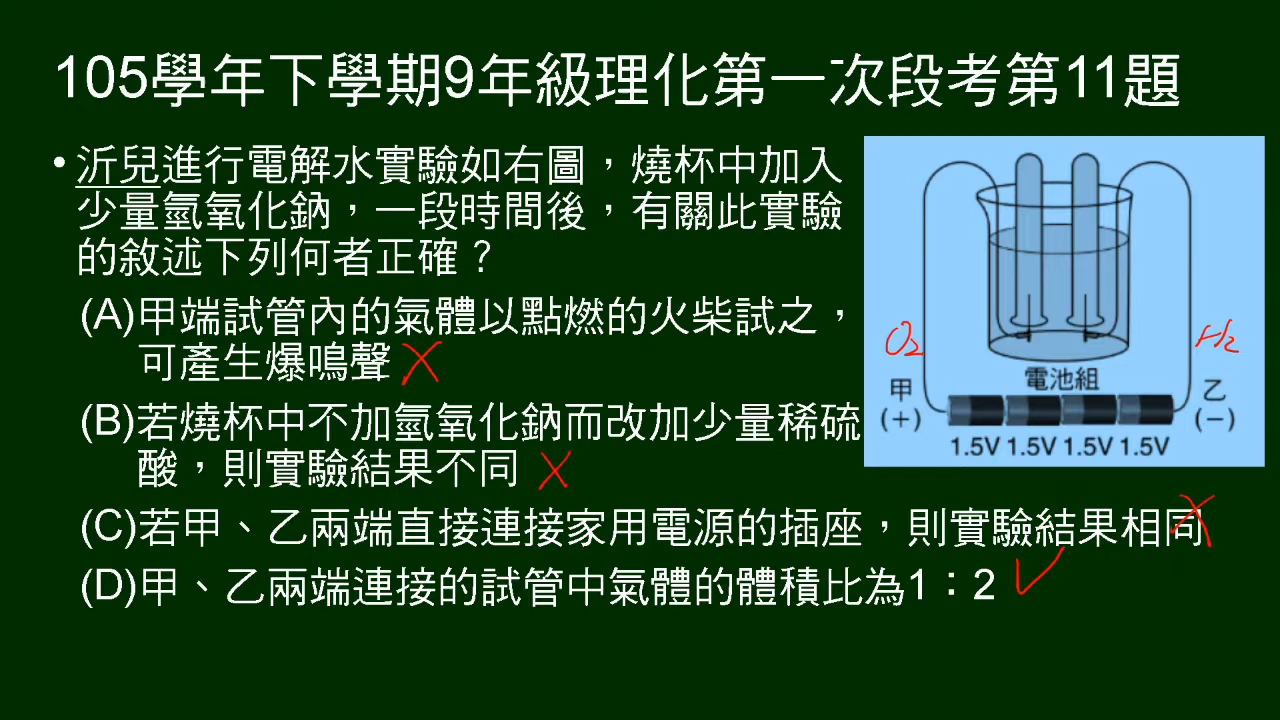 105學年下學期9年級理化第一次段考第11題
•沂兒進行電解水實驗如右圖，燒杯中加入
少量氫氧化鈉，一段時間後，有關此實驗
的敘述下列何者正確？
(A)甲端試管內的氣體以點燃的火柴試之，
可產生爆鳴聲
(B)若燒杯中不加氫氧化鈉而改加少量稀硫
酸，則實驗結果不同
(C)若甲、乙兩端直接連接家用電源的插座，則實驗結果相同
(D)甲、乙兩端連接的試管中氣體的體積比為1：2
O2
H2
電池組
甲
(+)
乙
(−)
1.5V 1.5V 1.5V 1.5V